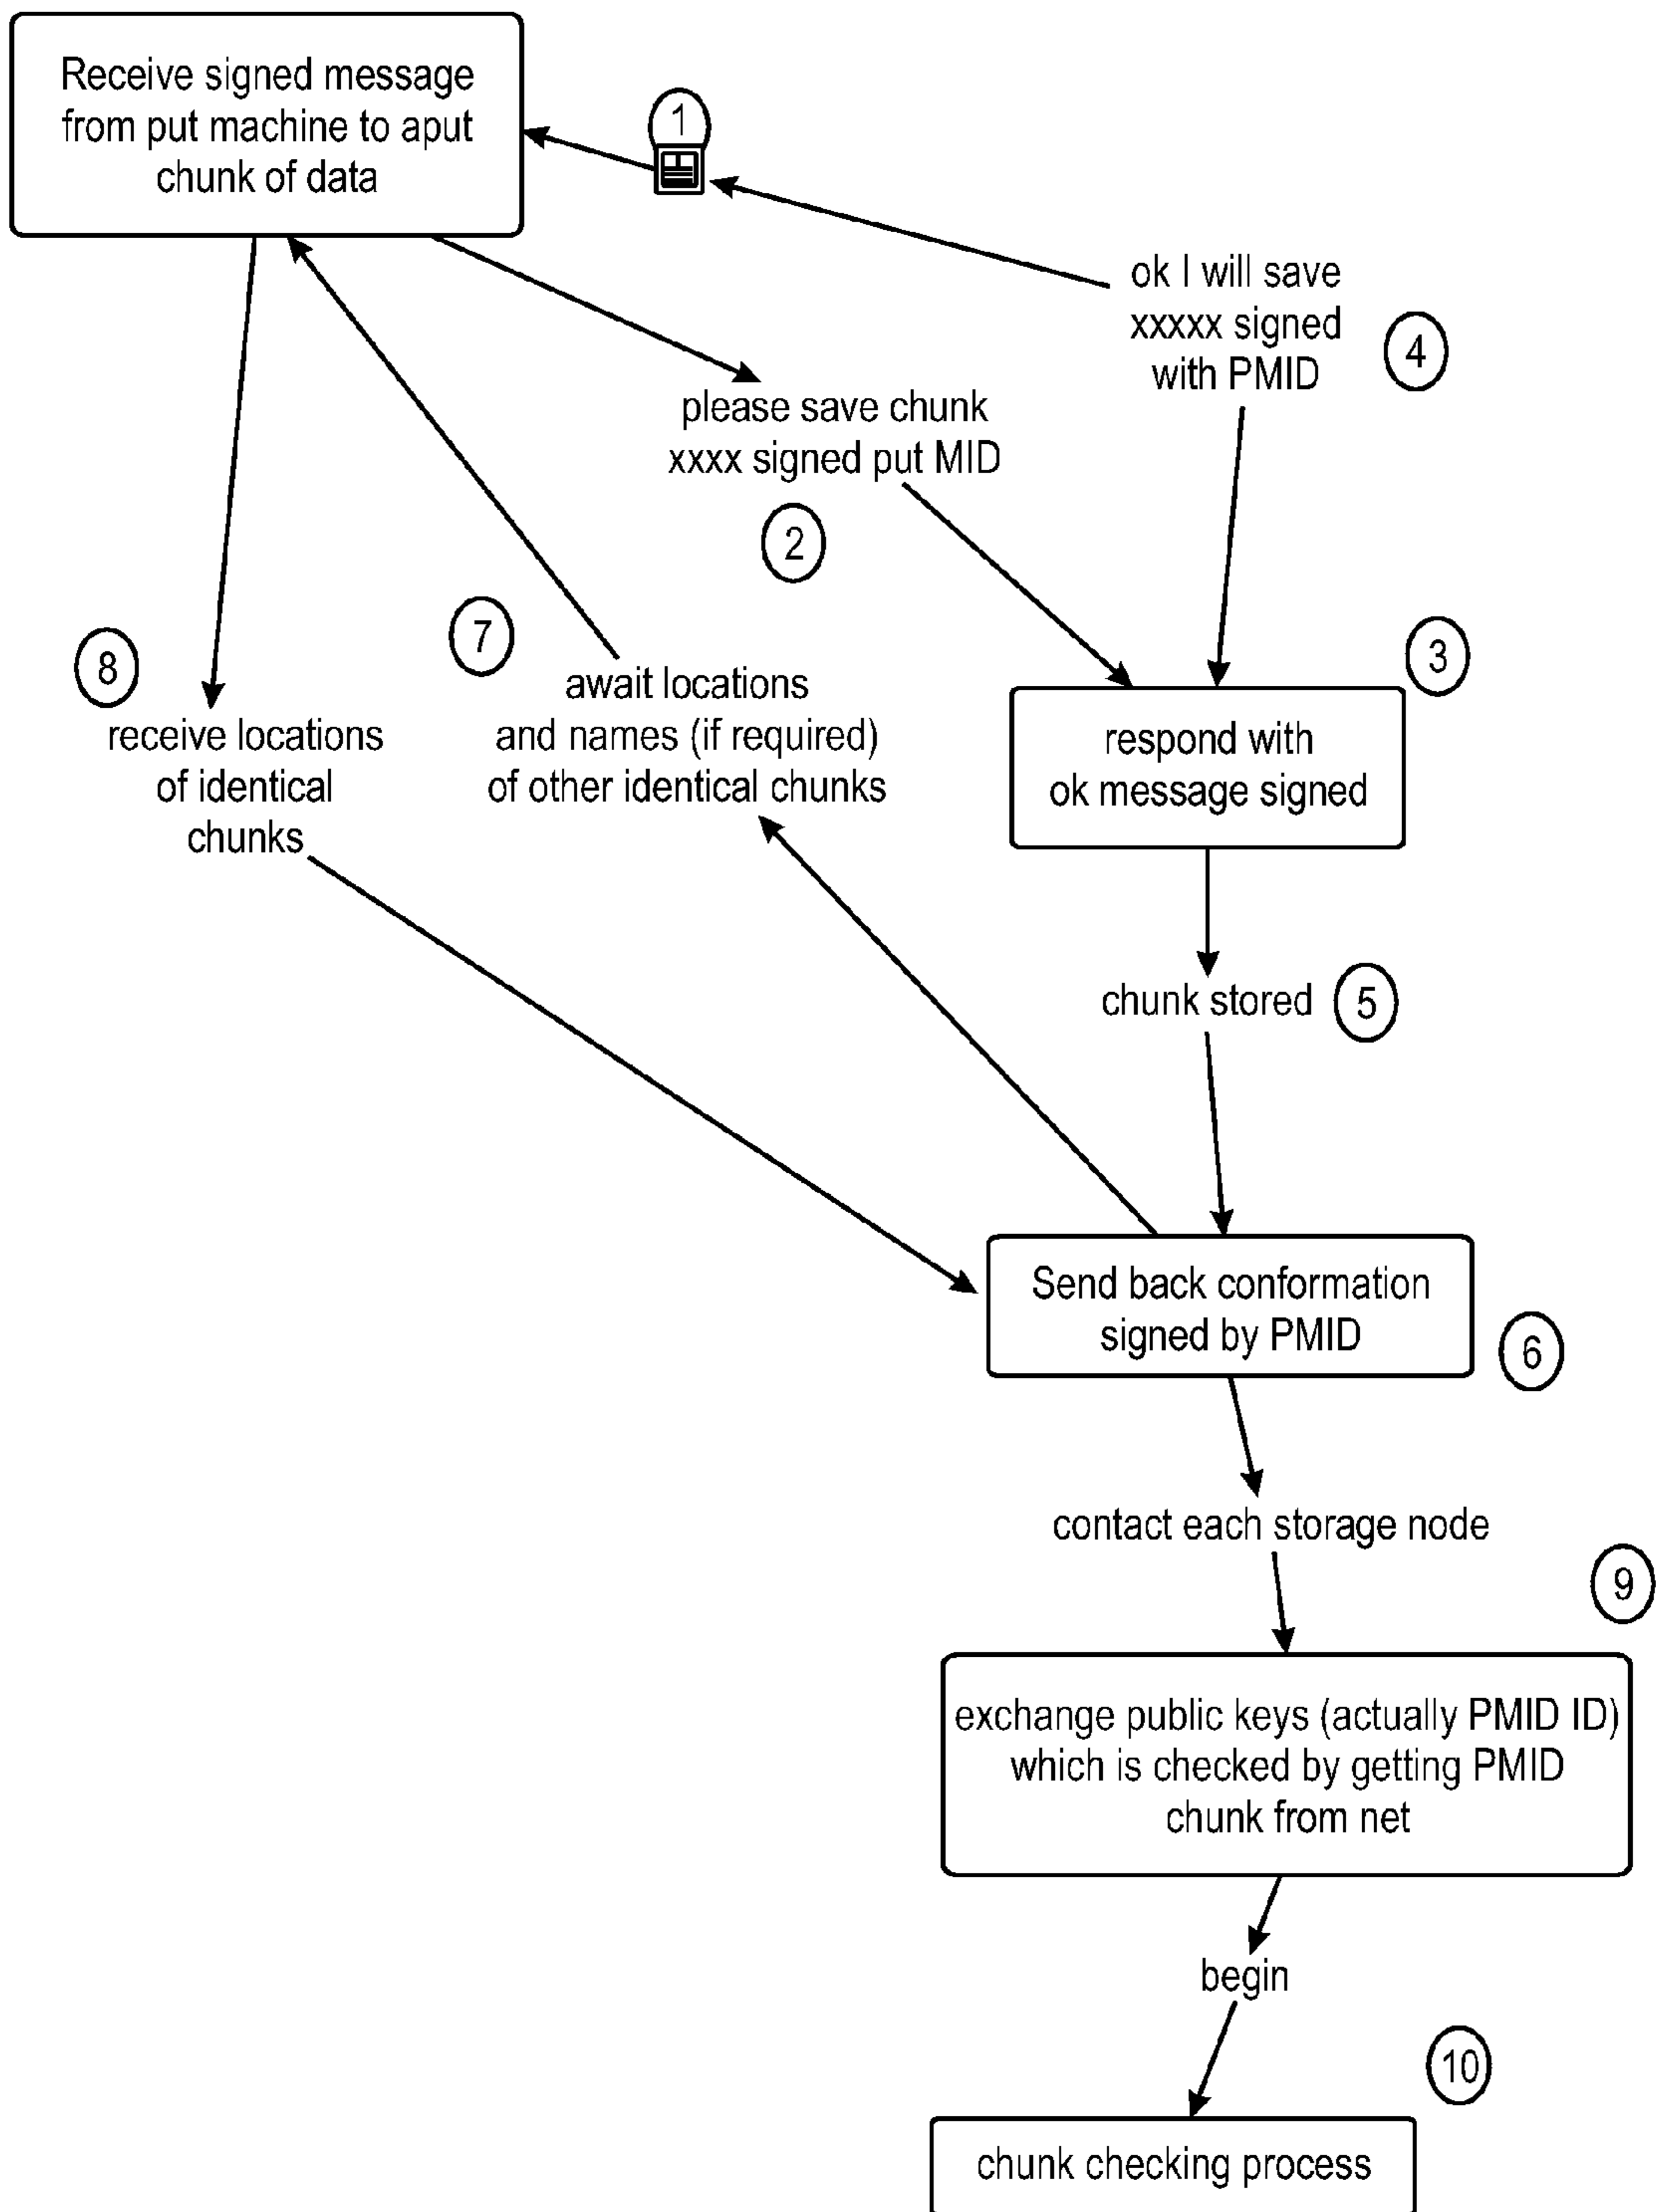 Receive signed message
from put machine to aput
chunk of data
1
ok I will save
xxxxx signed
with PMID
4
please save chunk
xxxx signed put MID
2
3
respond with
ok message signed
7
await locations
and names (if required)
of other identical chunks
8
receive locations
of identical
chunks
chunk stored
5
Send back conformation
signed by PMID
6
contact each storage node
9
exchange public keys (actually PMID ID)
which is checked by getting PMID
chunk from net
begin
10
chunk checking process